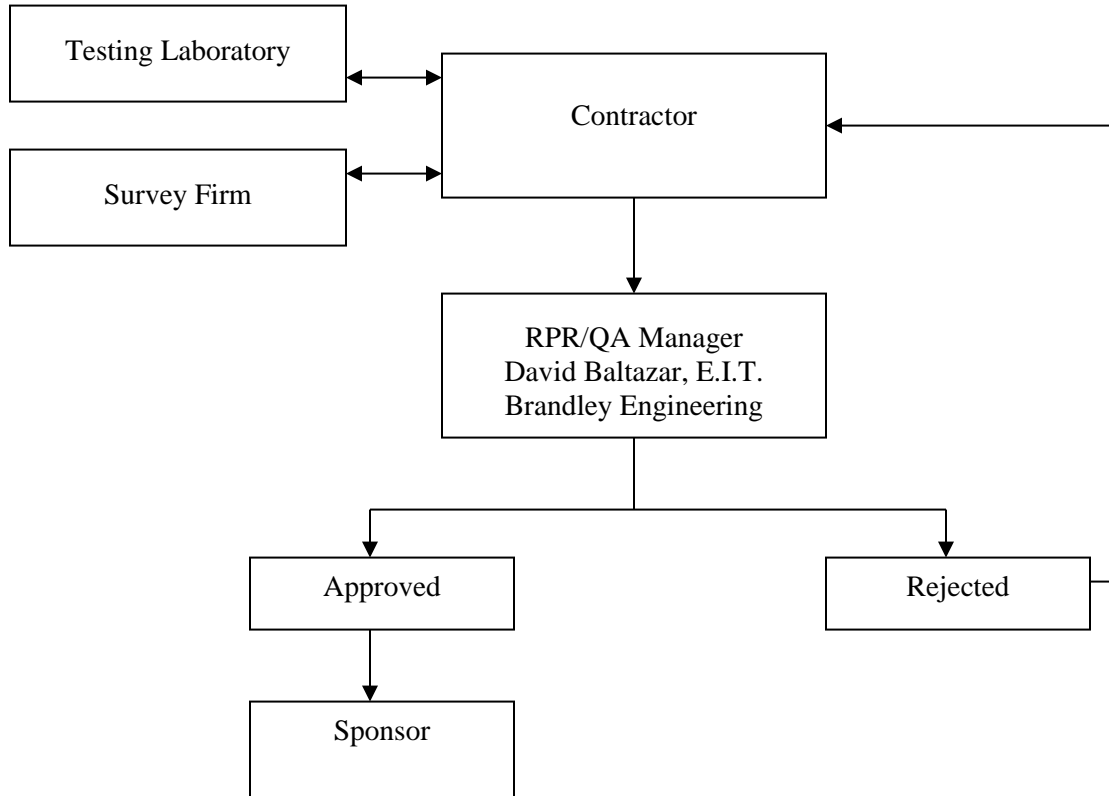 Testing Laboratory
Contractor
Survey Firm
RPR/QA Manager
David Baltazar, E.I.T.
Brandley Engineering
Approved
Rejected
Sponsor